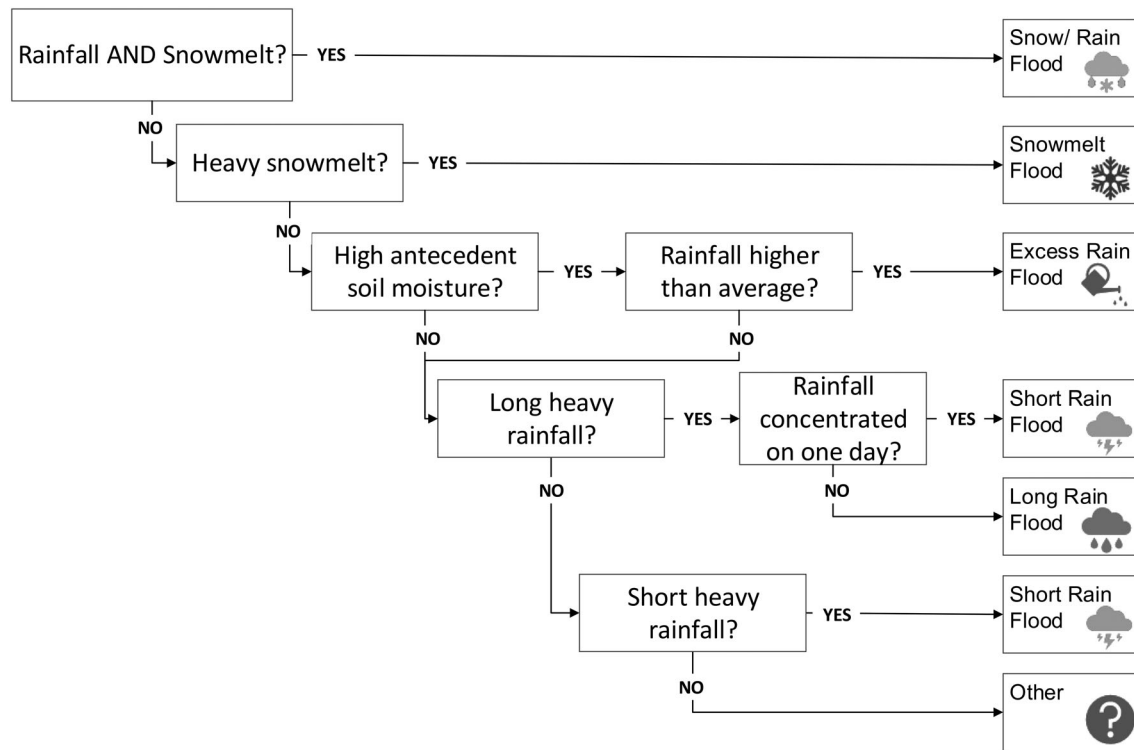 Rainfall AND Snowmelt?
YES
Snow/ Rain
Flood
NO
Heavy snowmelt?
YES
Snowmelt
Flood
NO
High antecedent
soil moisture?
YES
Rainfall higher
than average?
YES
Excess Rain
Flood
NO
NO
Long heavy
rainfall?
YES
Rainfall
concentrated
on one day?
YES
Short Rain
Flood
NO
NO
Long Rain
Flood
Short heavy
rainfall?
YES
Short Rain
Flood
NO
Other
?